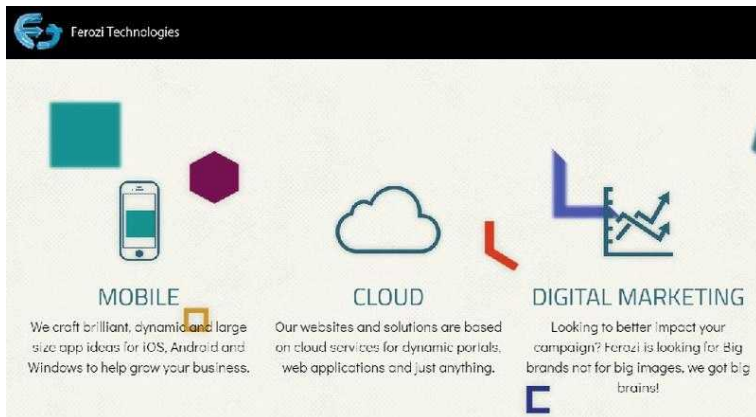 Ferozi Technologies
MOBILE
We craft brilliant, dynamic and large
size app ideas for iOS, Android and
Windows to help grow your business.
CLOUD
Our websites and solutions are based
on cloud services for dynamic portals,
web applications and just anything.
DIGITAL MARKETING
Looking to better impact your
campaign? Ferozi is looking for Big
brands not for big images, we got big
brains!